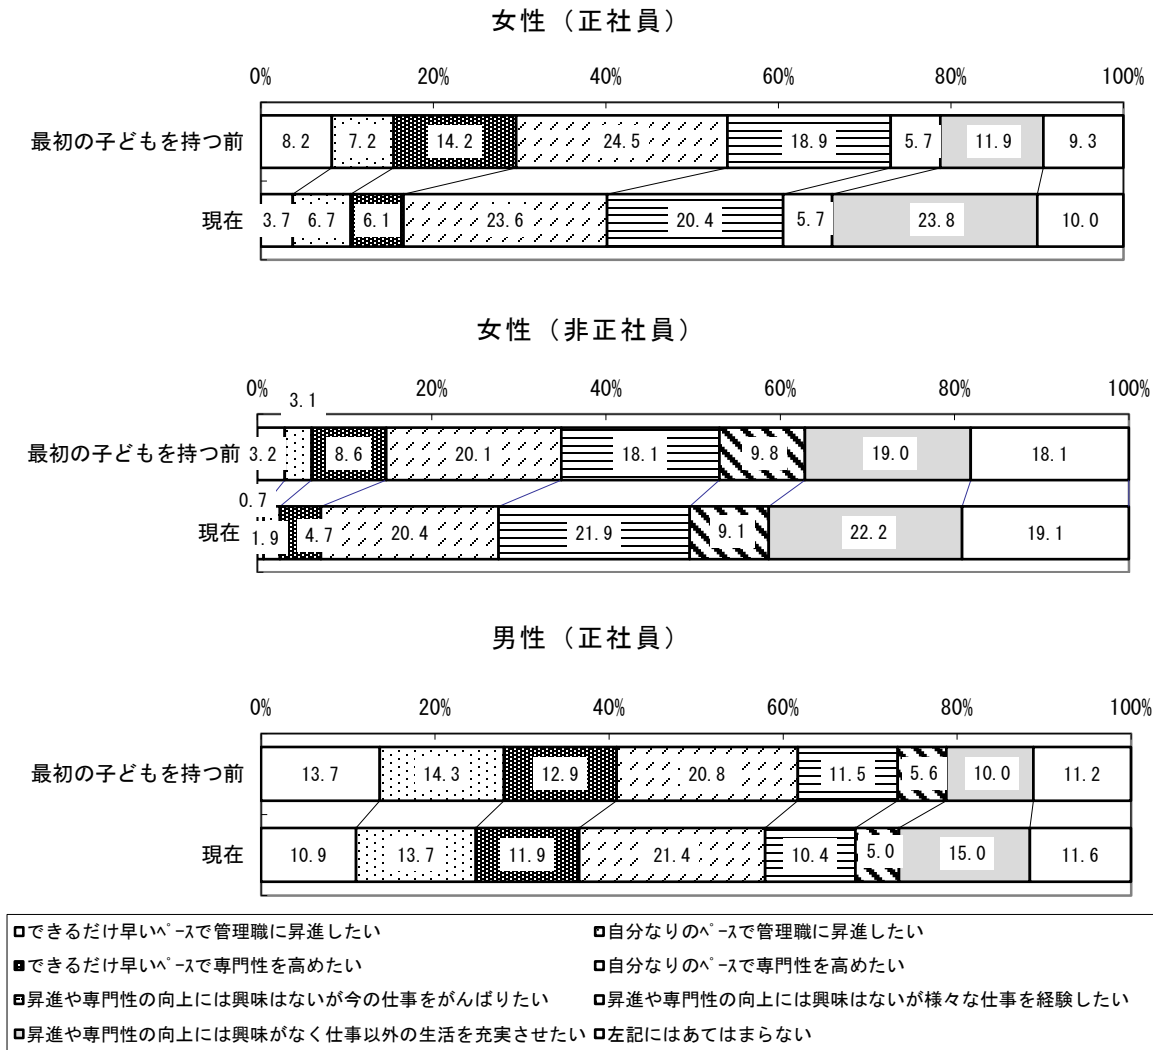 女性（正社員）
0% 20% 40% 60% 80% 100%
最初の子どもを持つ前 8.2 7.2 14.2 24.5 18.9 5.7 11.9 9.3
現在 3.7 6.7 6.1 23.6 20.4 5.7 23.8 10.0
女性（非正社員）
0% 20% 40% 60% 80% 100%
3.1
最初の子どもを持つ前 3.2 8.6 20.1 18.1 9.8 19.0 18.1
0.7
現在 1.9 4.7 20.4 21.9 9.1 22.2 19.1
男性（正社員）
0% 20% 40% 60% 80% 100%
最初の子どもを持つ前 13.7 14.3 12.9 20.8 11.5 5.6 10.0 11.2
現在 10.9 13.7 11.9 21.4 10.4 5.0 15.0 11.6
できるだけ早いﾍﾟｰｽで管理職に昇進したい 自分なりのﾍﾟｰｽで管理職に昇進したい
できるだけ早いﾍﾟｰｽで専門性を高めたい 自分なりのﾍﾟｰｽで専門性を高めたい
昇進や専門性の向上には興味はないが今の仕事をがんばりたい 昇進や専門性の向上には興味はないが様々な仕事を経験したい
昇進や専門性の向上には興味がなく仕事以外の生活を充実させたい 左記にはあてはまらない